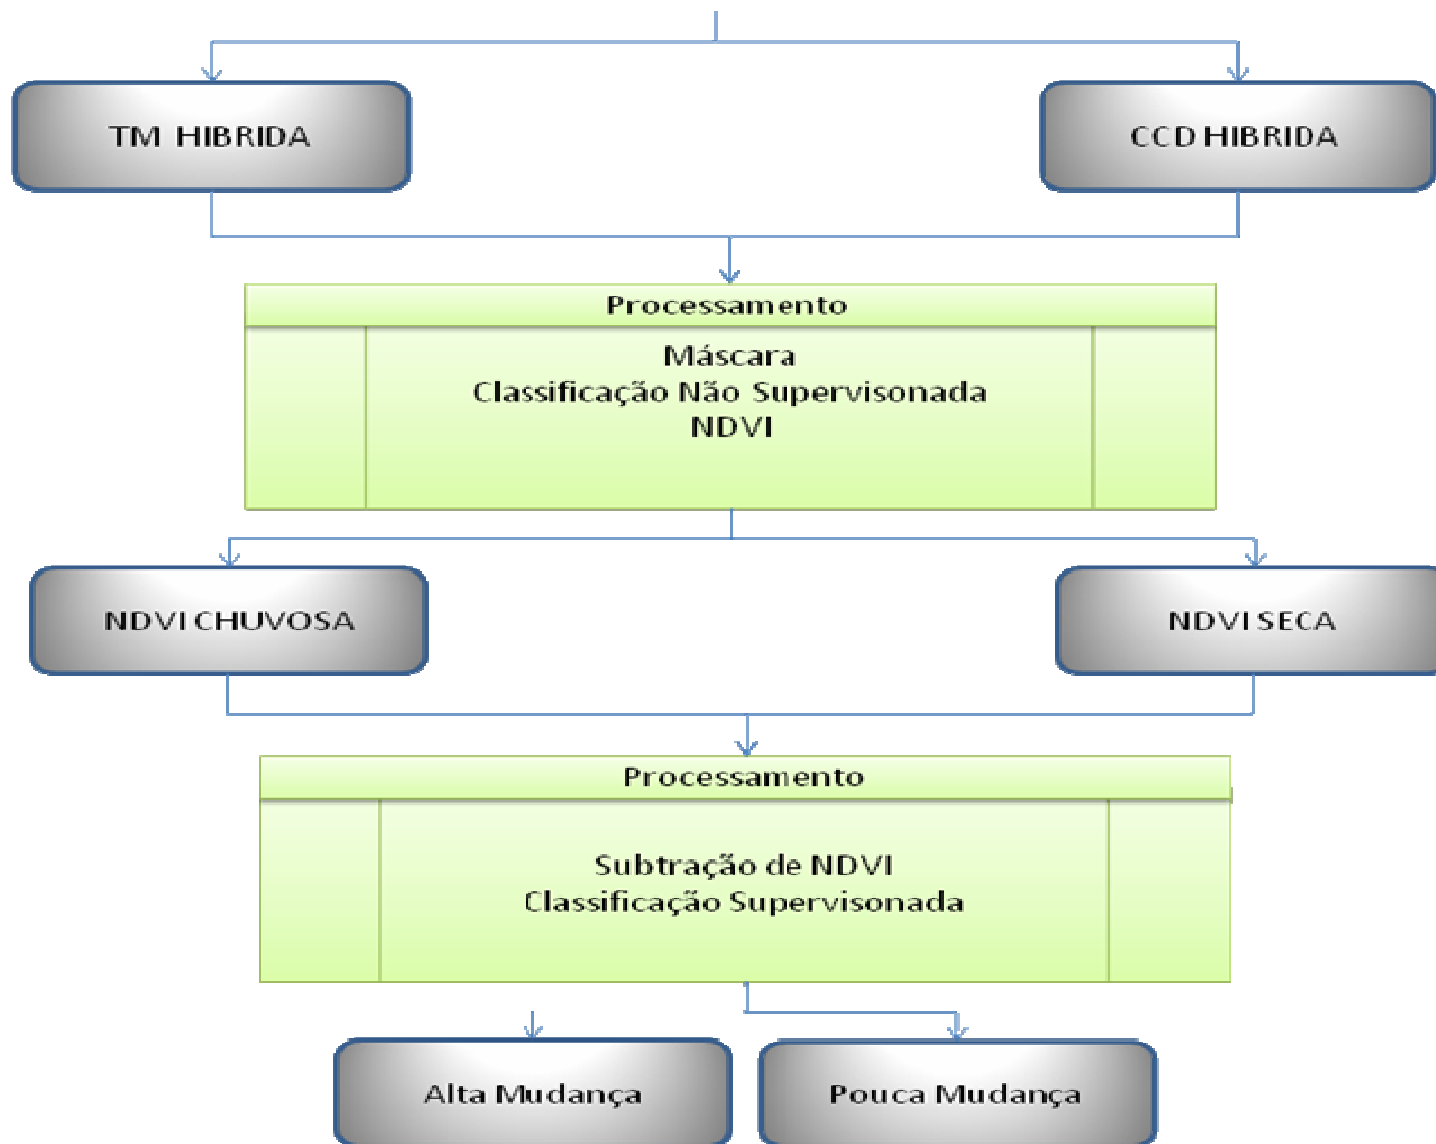 TM HIBRIDA
CCD HIBRIDA
Processamento
Máscara
Classificação Não Supervisonada
NDVI
NDVI CHUVOSA
NDVI SECA
Processamento
Subtração de NDVI
Classificação Supervisonada
Alta Mudança
Pouca Mudança